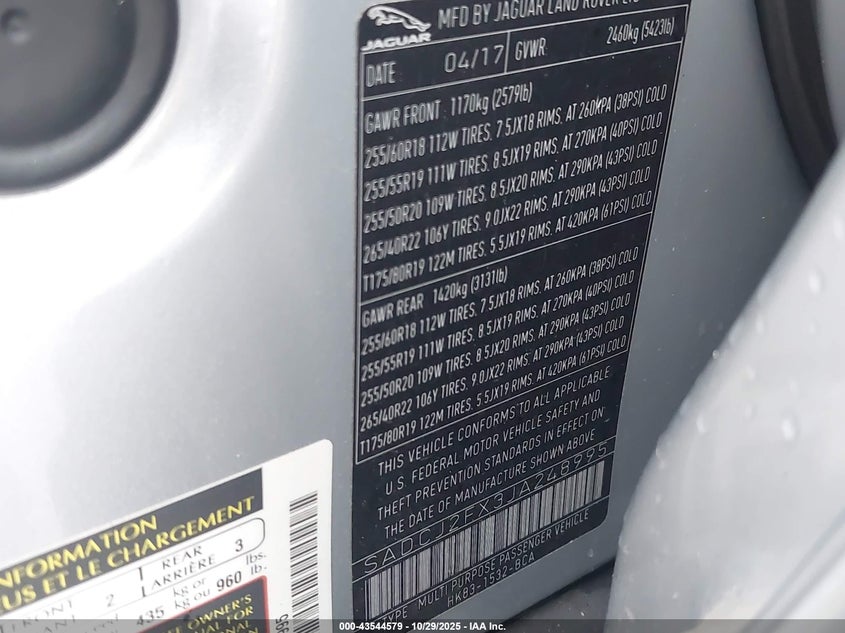 JAGUAR
MFD BY JAGUAR LAND ROVER
DATE 04/17 GVWR 2460kg (5423lb)
GAWR FRONT 1170kg (2579lb)
255/60R18 112W TIRES. 7 5JX18 RIMS. AT 260KPA (38PSI) COLD
255/55R19 111W TIRES. 8 5JX19 RIMS. AT 270KPA (40PSI) COLD
255/50R20 109W TIRES. 8 5JX20 RIMS. AT 290KPA (43PSI) COLD
265/40R22 106Y TIRES. 9 0JX22 RIMS. AT 290KPA (43PSI) COLD
T175/80R19 122M TIRES. 5 5JX19 RIMS. AT 420KPA (61PSI) COLD
GAWR REAR 1420kg (3131lb)
255/60R18 112W TIRES. 7 5JX18 RIMS. AT 260KPA (38PSI) COLD
255/55R19 111W TIRES. 8 5JX19 RIMS. AT 270KPA (40PSI) COLD
255/50R20 109W TIRES. 8 5JX20 RIMS. AT 290KPA (43PSI) COLD
265/40R22 106Y TIRES. 9 0JX22 RIMS. AT 290KPA (43PSI) COLD
T175/80R19 122M TIRES. 5 5JX19 RIMS. AT 420KPA (61PSI) COLD
THIS VEHICLE CONFORMS TO ALL APPLICABLE
U.S. FEDERAL MOTOR VEHICLE SAFETY AND
THEFT PREVENTION STANDARDS IN EFFECT ON
THE DATE OF MANUFACTURE SHOWN ABOVE
SADCJ2FX3JA248995
TYPE MULTI PURPOSE PASSENGER VEHICLE
HK83-1532-BCA
INFORMATION
ET LE CHARGEMENT
2 REAR ARRIÈRE 3
435 kg or kg ou 960 lbs. lb.
OWNER'S
MANUAL FOR
000-43544579 - 10/29/2025 - © IAA Inc.